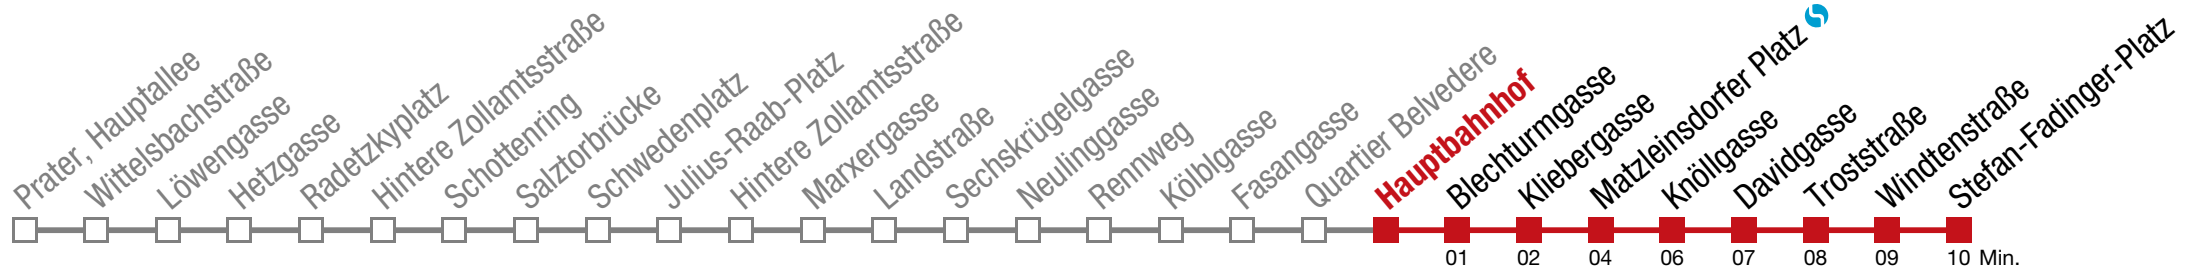 Prater, Hauptallee
Wittelsbachstraße
Löwengasse
Hetzgasse
Radetzkyplatz
Hintere Zollamtsstraße
Schottenring
Salztorbrücke
Schwedenplatz
Julius-Raab-Platz
Hintere Zollamtsstraße
Marxergasse
Landstraße
Sechskrügelgasse
Neulinggasse
Rennweg
Kölblgasse
Fasangasse
Quartier Belvedere
Hauptbahnhof
Blechturmgasse
Kliebergasse
Matzleinsdorfer Platz
Knöllgasse
Davidgasse
Troststraße
Windtenstraße
Stefan-Fadinger-Platz
01 02 04 06 07 08 09 10 Min.